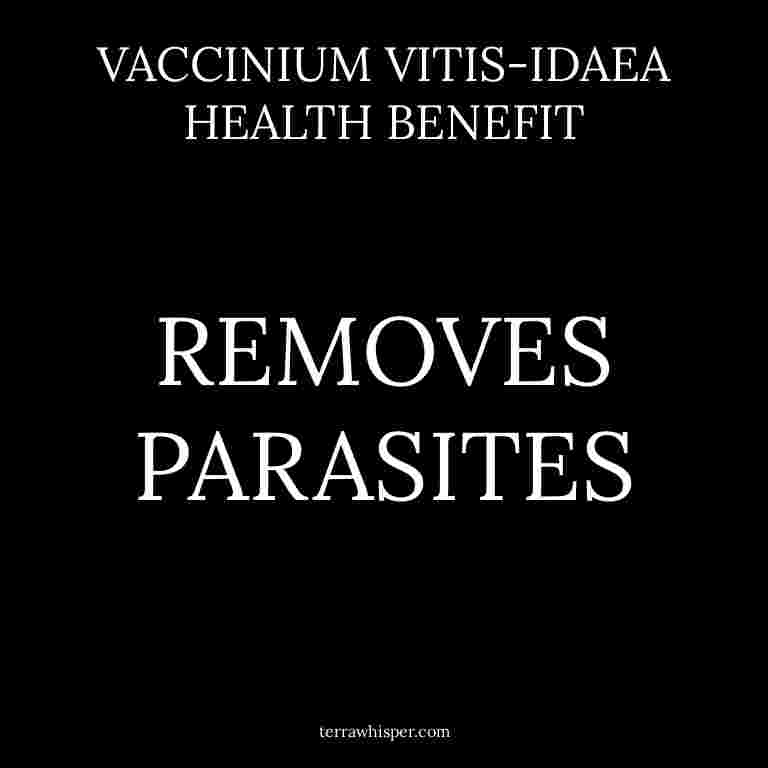 VACCINIUM VITIS-IDAEA
HEALTH BENEFIT
REMOVES
PARASITES
terrawhisper.com